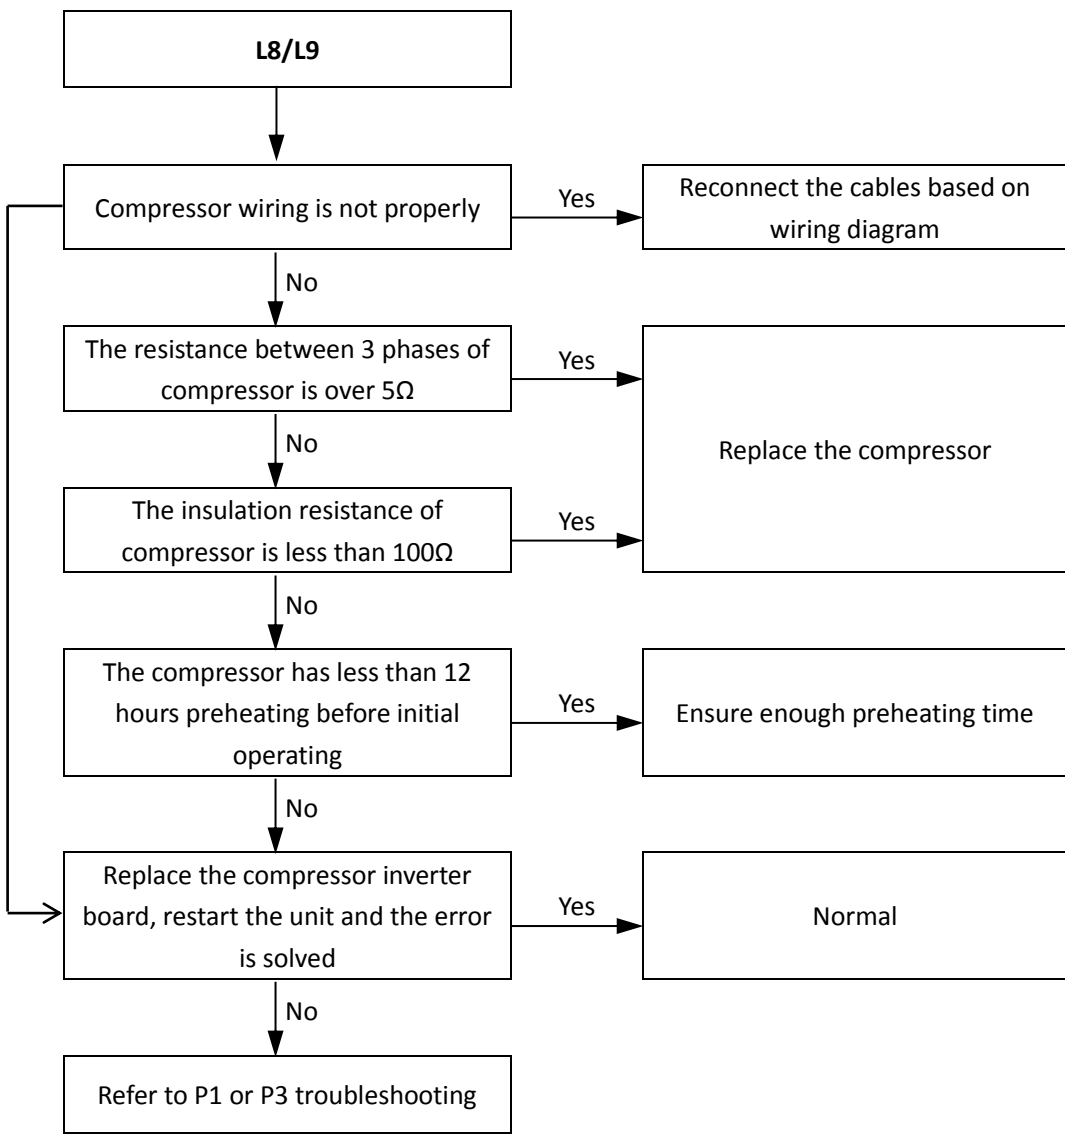 L8/L9
Compressor wiring is not properly
Yes
Reconnect the cables based on
wiring diagram
No
The resistance between 3 phases of
compressor is over 5Ω
Yes
Replace the compressor
No
The insulation resistance of
compressor is less than 100Ω
Yes
No
The compressor has less than 12
hours preheating before initial
operating
Yes
Ensure enough preheating time
No
Replace the compressor inverter
board, restart the unit and the error
is solved
Yes
Normal
No
Refer to P1 or P3 troubleshooting